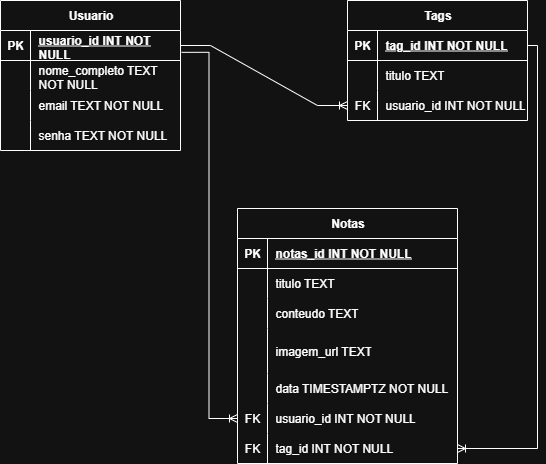 Usuario
PK usuario_id INT NOT
NULL
nome_completo TEXT
NOT NULL
email TEXT NOT NULL
senha TEXT NOT NULL
Tags
PK tag_id INT NOT NULL
titulo TEXT
FK usuario_id INT NOT NULL
Notas
PK notas_id INT NOT NULL
titulo TEXT
conteudo TEXT
imagem_url TEXT
data TIMESTAMPTZ NOT NULL
FK usuario_id INT NOT NULL
FK tag_id INT NOT NULL